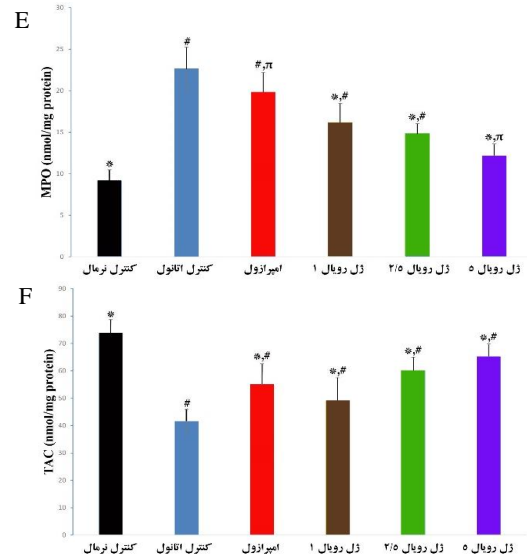 E
MPO (nmol/mg protein)
30
25
20
15
10
5
0
*
#
#,π
*,#
*,#
*,π
کنترل نرمال
کنترل اتانول
امپرازول
ژل رویال ۱
ژل رویال ۲/۵
ژل رویال ۵
F
TAC (nmol/mg protein)
90
80
70
60
50
40
30
20
10
0
*
#
*,#
*,#
*,#
*,#
کنترل نرمال
کنترل اتانول
امپرازول
ژل رویال ۱
ژل رویال ۲/۵
ژل رویال ۵